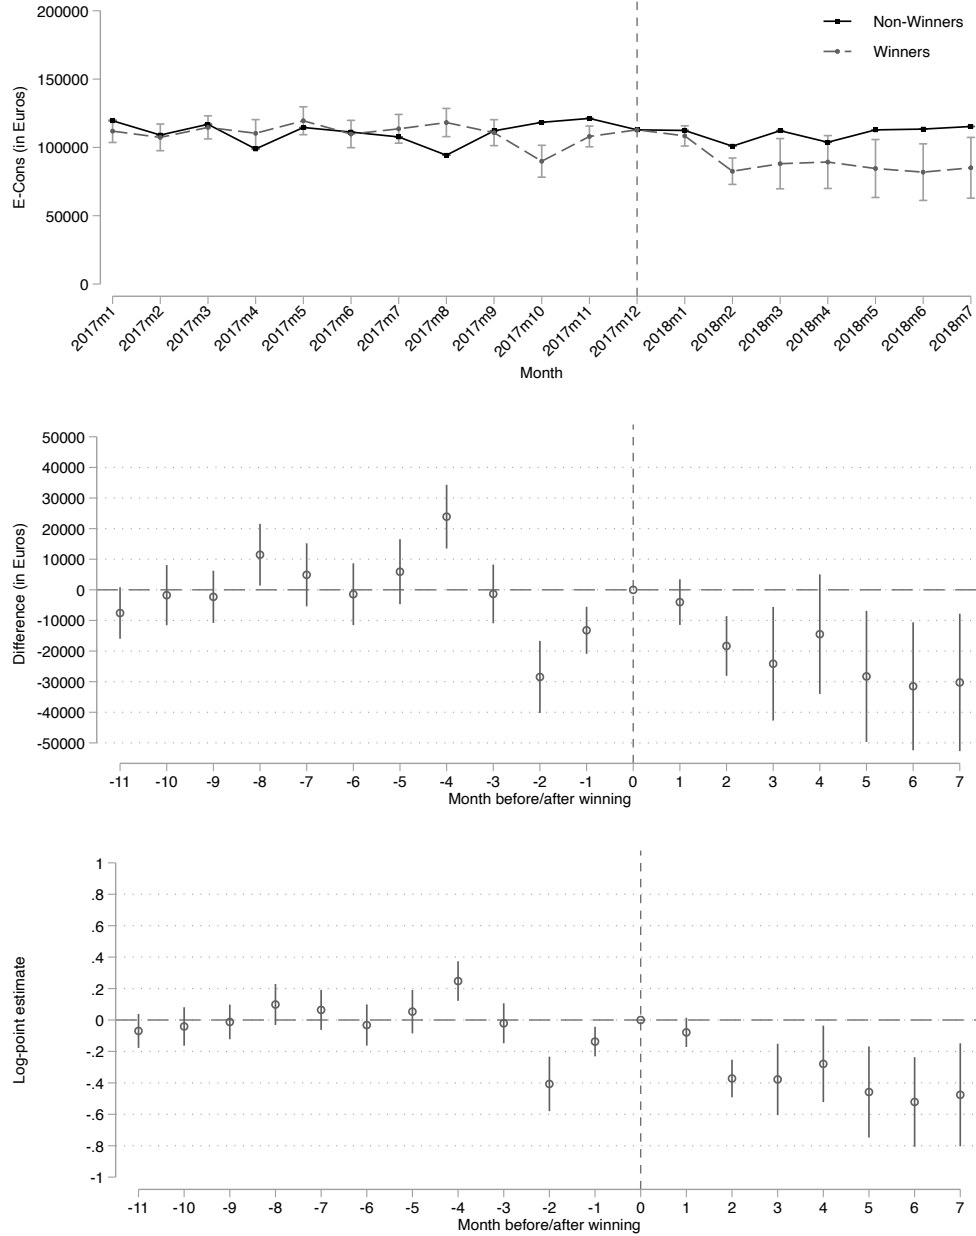 200000
150000
100000
50000
0
E-Cons (in Euros)
Non-Winners
Winners
2017m1
2017m2
2017m3
2017m4
2017m5
2017m6
2017m7
2017m8
2017m9
2017m10
2017m11
2017m12
2018m1
2018m2
2018m3
2018m4
2018m5
2018m6
2018m7
Month
50000
40000
30000
20000
10000
0
-10000
-20000
-30000
-40000
-50000
Difference (in Euros)
-11 -10 -9 -8 -7 -6 -5 -4 -3 -2 -1 0 1 2 3 4 5 6 7
Month before/after winning
1
.8
.6
.4
.2
0
-.2
-.4
-.6
-.8
-1
Log-point estimate
-11 -10 -9 -8 -7 -6 -5 -4 -3 -2 -1 0 1 2 3 4 5 6 7
Month before/after winning